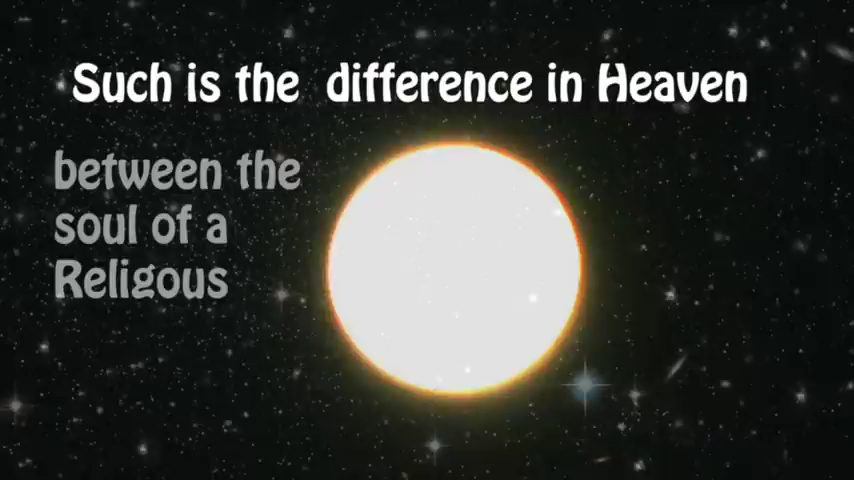 Such is the  difference in Heaven
between the
soul of a
Religous